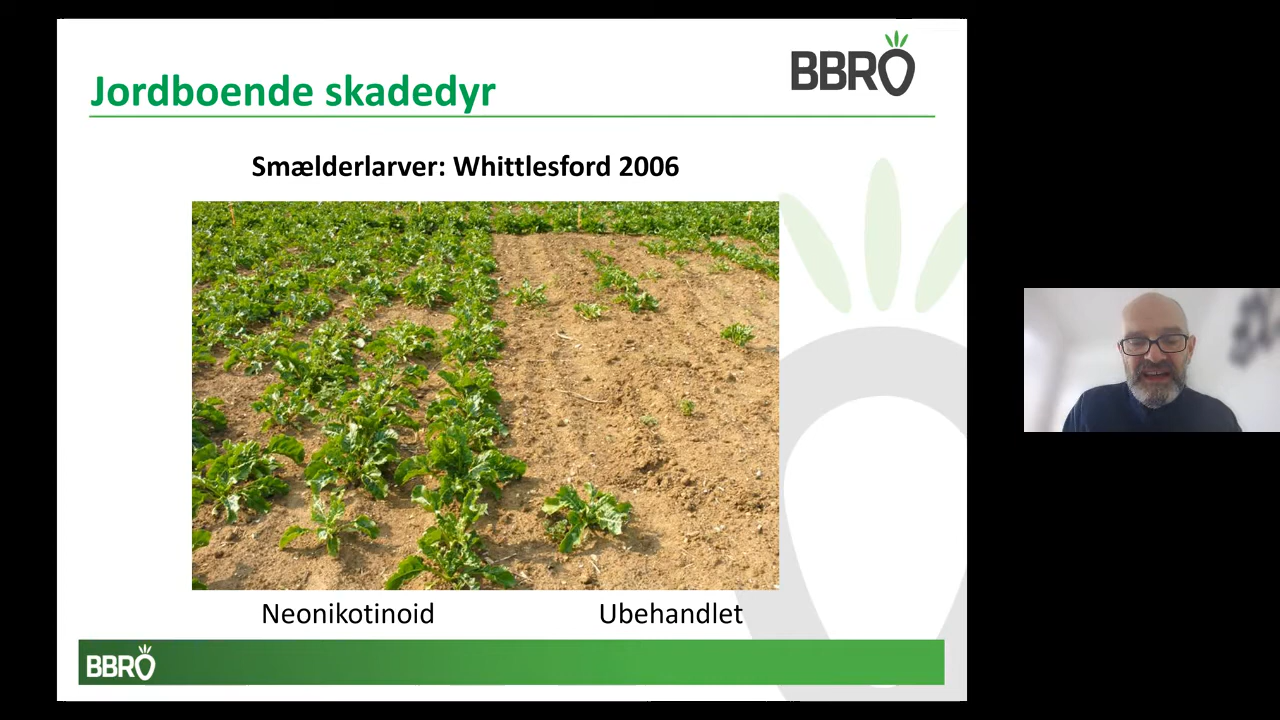 BBRO
Jordboende skadedyr
Smælderlarver: Whittlesford 2006
Neonikotinoid Ubehandlet
BBRO